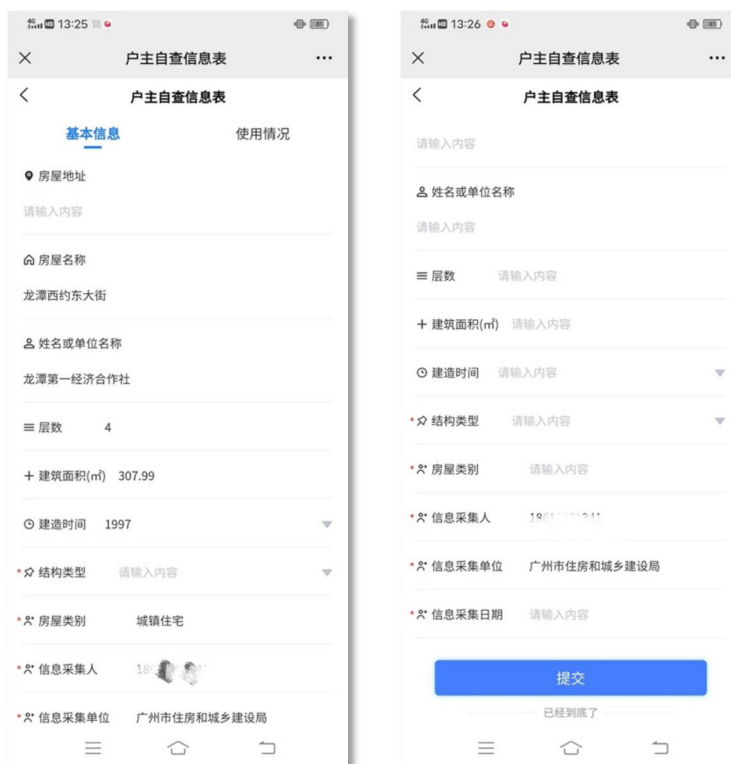 4G HD 13:25
81
户主自查信息表
户主自查信息表
基本信息
使用情况
房屋地址
请输入内容
房屋名称
龙潭西约东大街
姓名或单位名称
龙潭第一经济合作社
层数 4
建筑面积(㎡) 307.99
建造时间 1997
*结构类型 请输入内容
*房屋类别 城镇住宅
*信息采集人
*信息采集单位 广州市住房和城乡建设局
4G HD 13:26
81
户主自查信息表
户主自查信息表
请输入内容
姓名或单位名称
请输入内容
层数 请输入内容
建筑面积(㎡) 请输入内容
建造时间 请输入内容
*结构类型 请输入内容
*房屋类别 请输入内容
*信息采集人
*信息采集单位 广州市住房和城乡建设局
*信息采集日期 请输入内容
提交
已经到底了